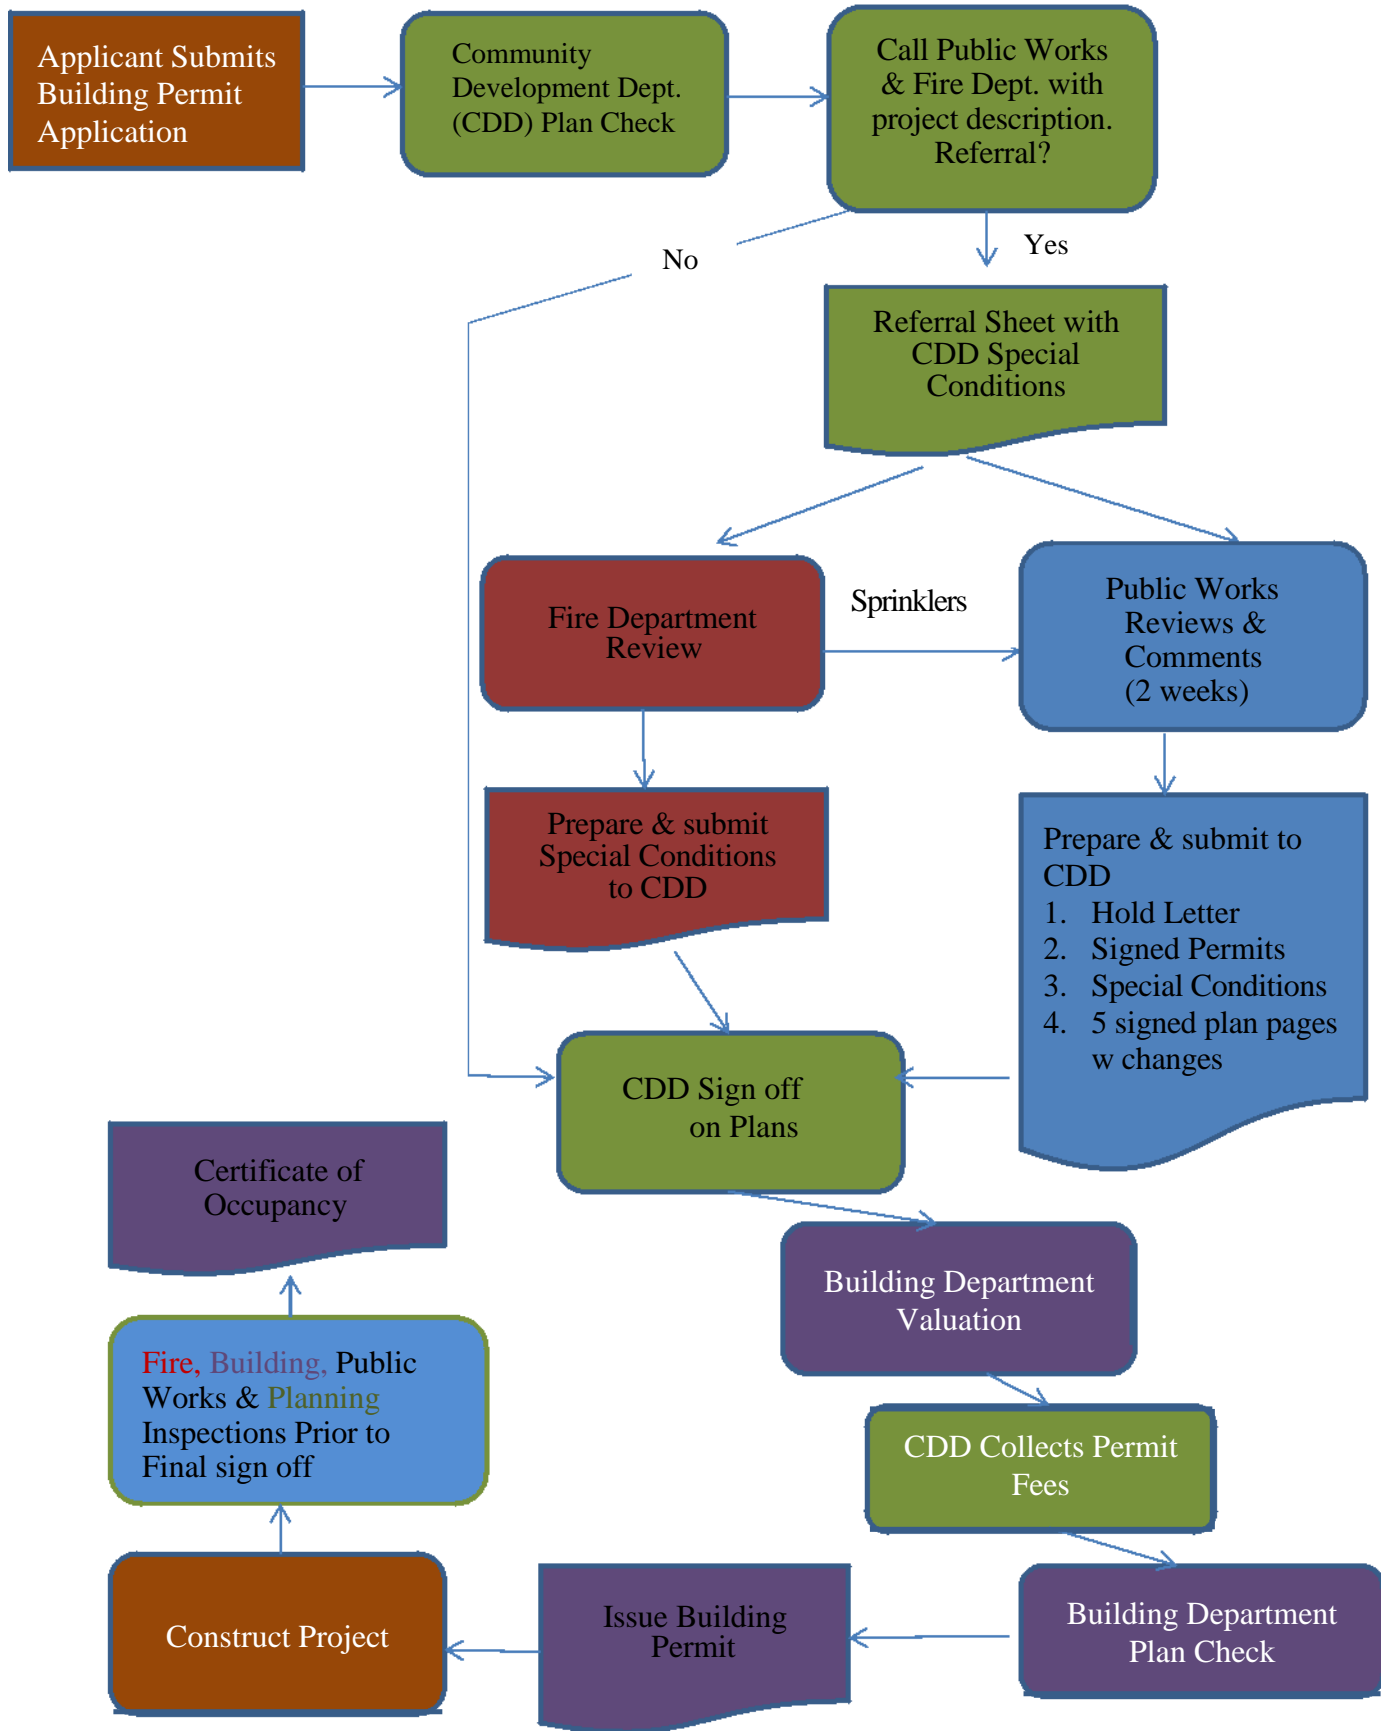 Applicant Submits
Building Permit
Application
Community
Development Dept.
(CDD) Plan Check
Call Public Works
& Fire Dept. with
project description.
Referral?
No
Yes
Referral Sheet with
CDD Special
Conditions
Fire Department
Review
Sprinklers
Public Works
Reviews &
Comments
(2 weeks)
Prepare & submit
Special Conditions
to CDD
Prepare & submit to
CDD
1. Hold Letter
2. Signed Permits
3. Special Conditions
4. 5 signed plan pages
w changes
CDD Sign off
on Plans
Certificate of
Occupancy
Building Department
Valuation
Fire, Building, Public
Works & Planning
Inspections Prior to
Final sign off
CDD Collects Permit
Fees
Construct Project
Issue Building
Permit
Building Department
Plan Check